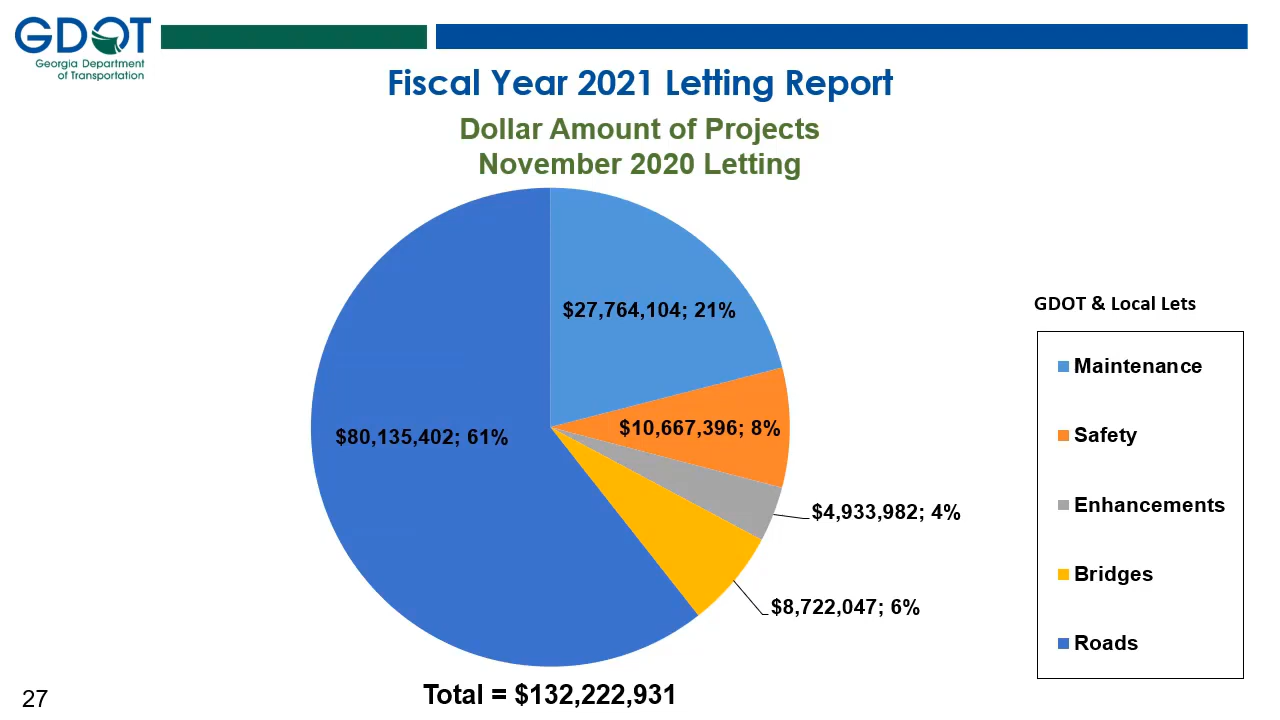 GDOT
Georgia Department
of Transportation
Fiscal Year 2021 Letting Report
Dollar Amount of Projects
November 2020 Letting
$27,764,104; 21%
$10,667,396; 8%
$4,933,982; 4%
$8,722,047; 6%
$80,135,402; 61%
GDOT & Local Lets
Maintenance
Safety
Enhancements
Bridges
Roads
Total = $132,222,931
27